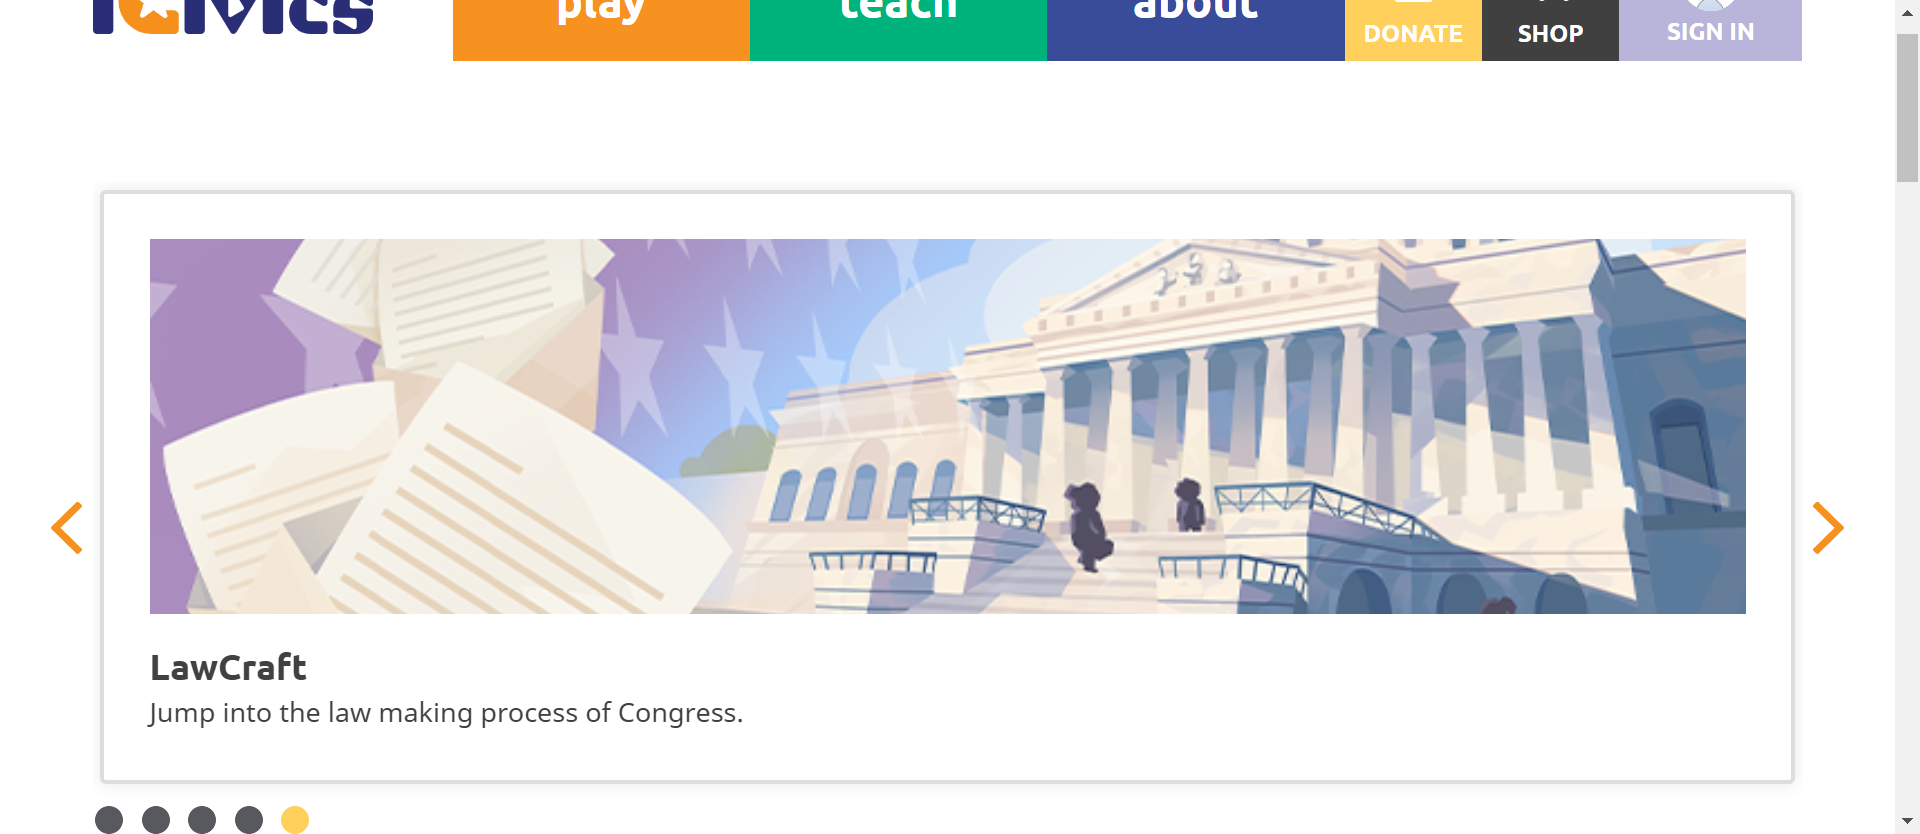 iCivics
play
teach
about
DONATE
SHOP
SIGN IN
LawCraft
Jump into the law making process of Congress.